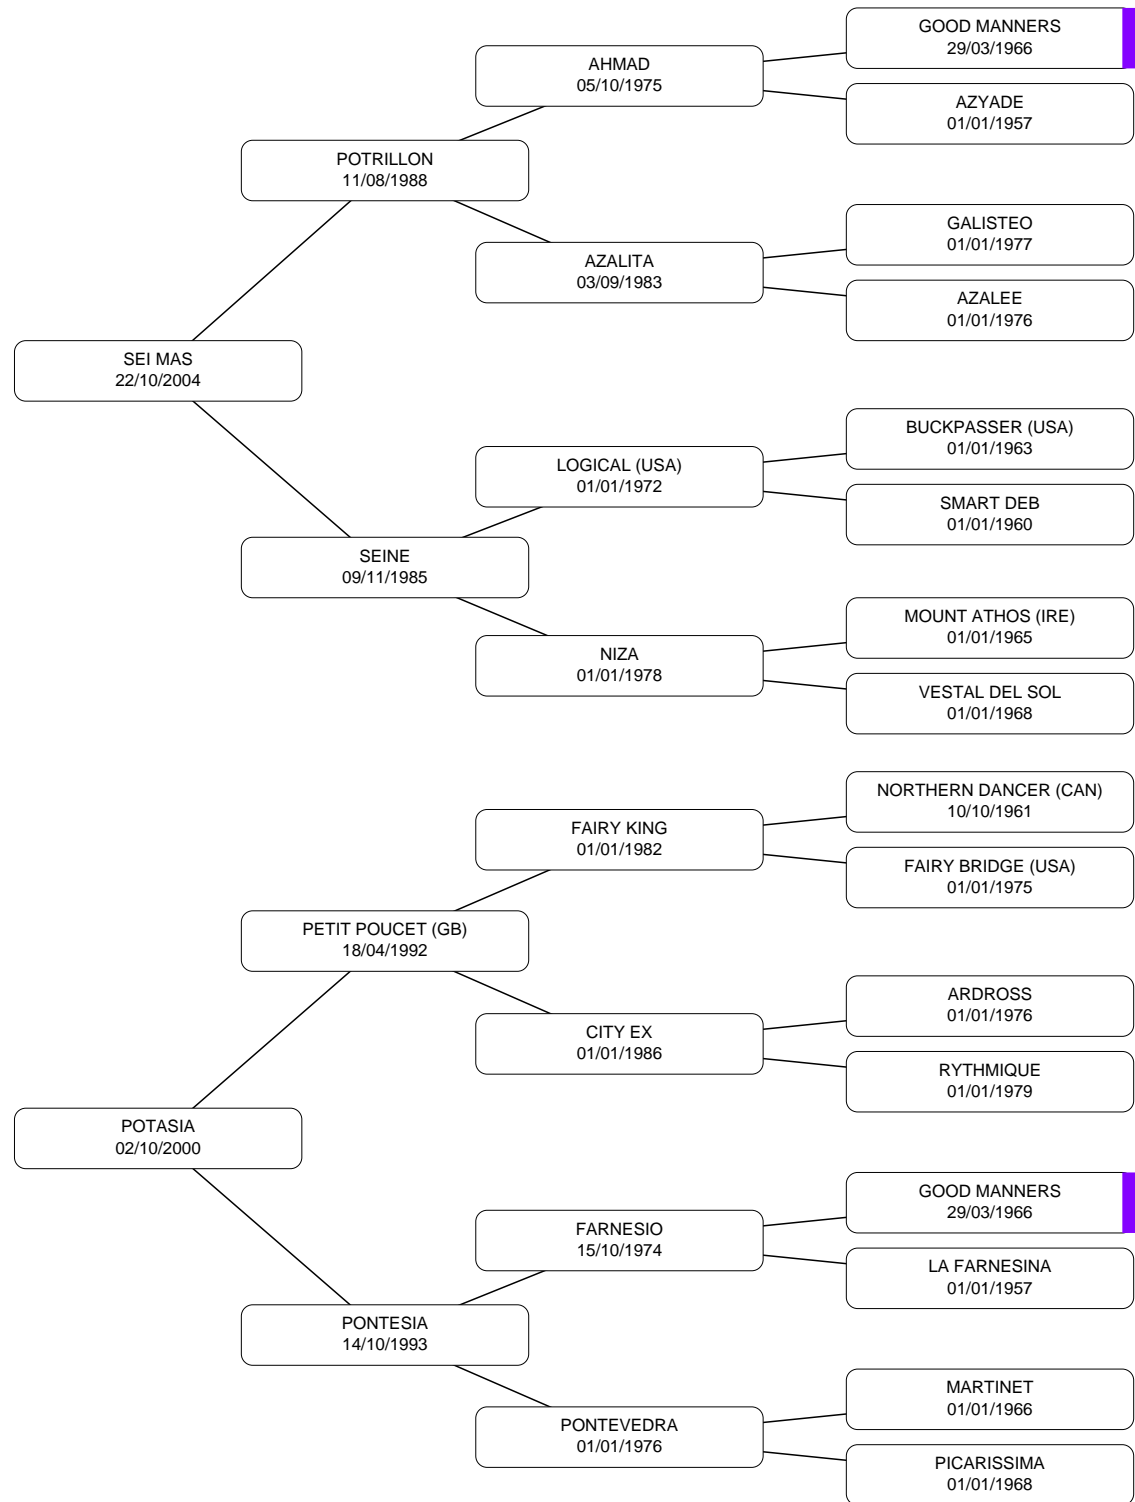 GOOD MANNERS
29/03/1966
AHMAD
05/10/1975
AZYADE
01/01/1957
POTRILLON
11/08/1988
GALISTEO
01/01/1977
AZALITA
03/09/1983
AZALEE
01/01/1976
SEI MAS
22/10/2004
BUCKPASSER (USA)
01/01/1963
LOGICAL (USA)
01/01/1972
SMART DEB
01/01/1960
SEINE
09/11/1985
MOUNT ATHOS (IRE)
01/01/1965
NIZA
01/01/1978
VESTAL DEL SOL
01/01/1968
NORTHERN DANCER (CAN)
10/10/1961
FAIRY KING
01/01/1982
FAIRY BRIDGE (USA)
01/01/1975
PETIT POUCET (GB)
18/04/1992
ARDROSS
01/01/1976
CITY EX
01/01/1986
RYTHMIQUE
01/01/1979
POTASIA
02/10/2000
GOOD MANNERS
29/03/1966
FARNESIO
15/10/1974
LA FARNESINA
01/01/1957
PONTESIA
14/10/1993
MARTINET
01/01/1966
PONTEVEDRA
01/01/1976
PICARISSIMA
01/01/1968